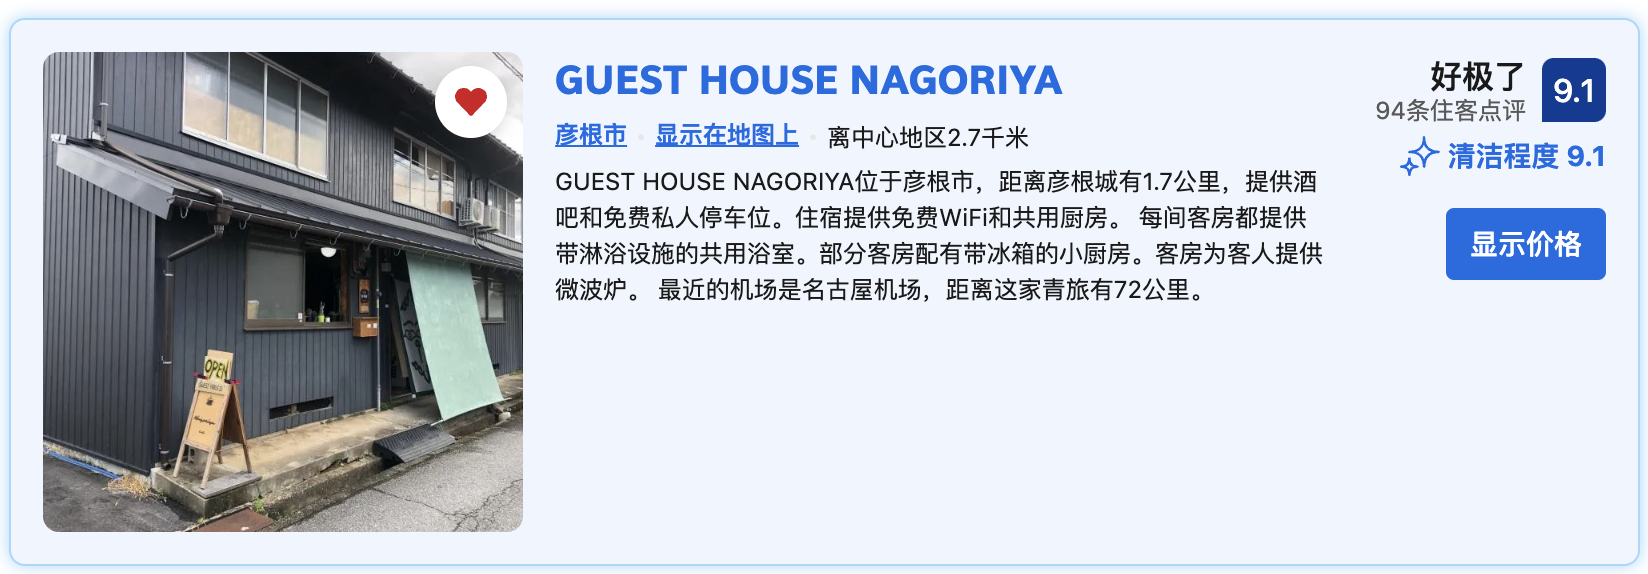 GUEST HOUSE NAGORIYA
彦根市 · 显示在地图上 · 离中心地区2.7千米
GUEST HOUSE NAGORIYA位于彦根市，距离彦根城有1.7公里，提供酒
吧和免费私人停车位。住宿提供免费WiFi和共用厨房。 每间客房都提供
带淋浴设施的共用浴室。部分客房配有带冰箱的小厨房。客房为客人提供
微波炉。 最近的机场是名古屋机场，距离这家青旅有72公里。
好极了
94条住客点评
9.1
清洁程度 9.1
显示价格
OPEN